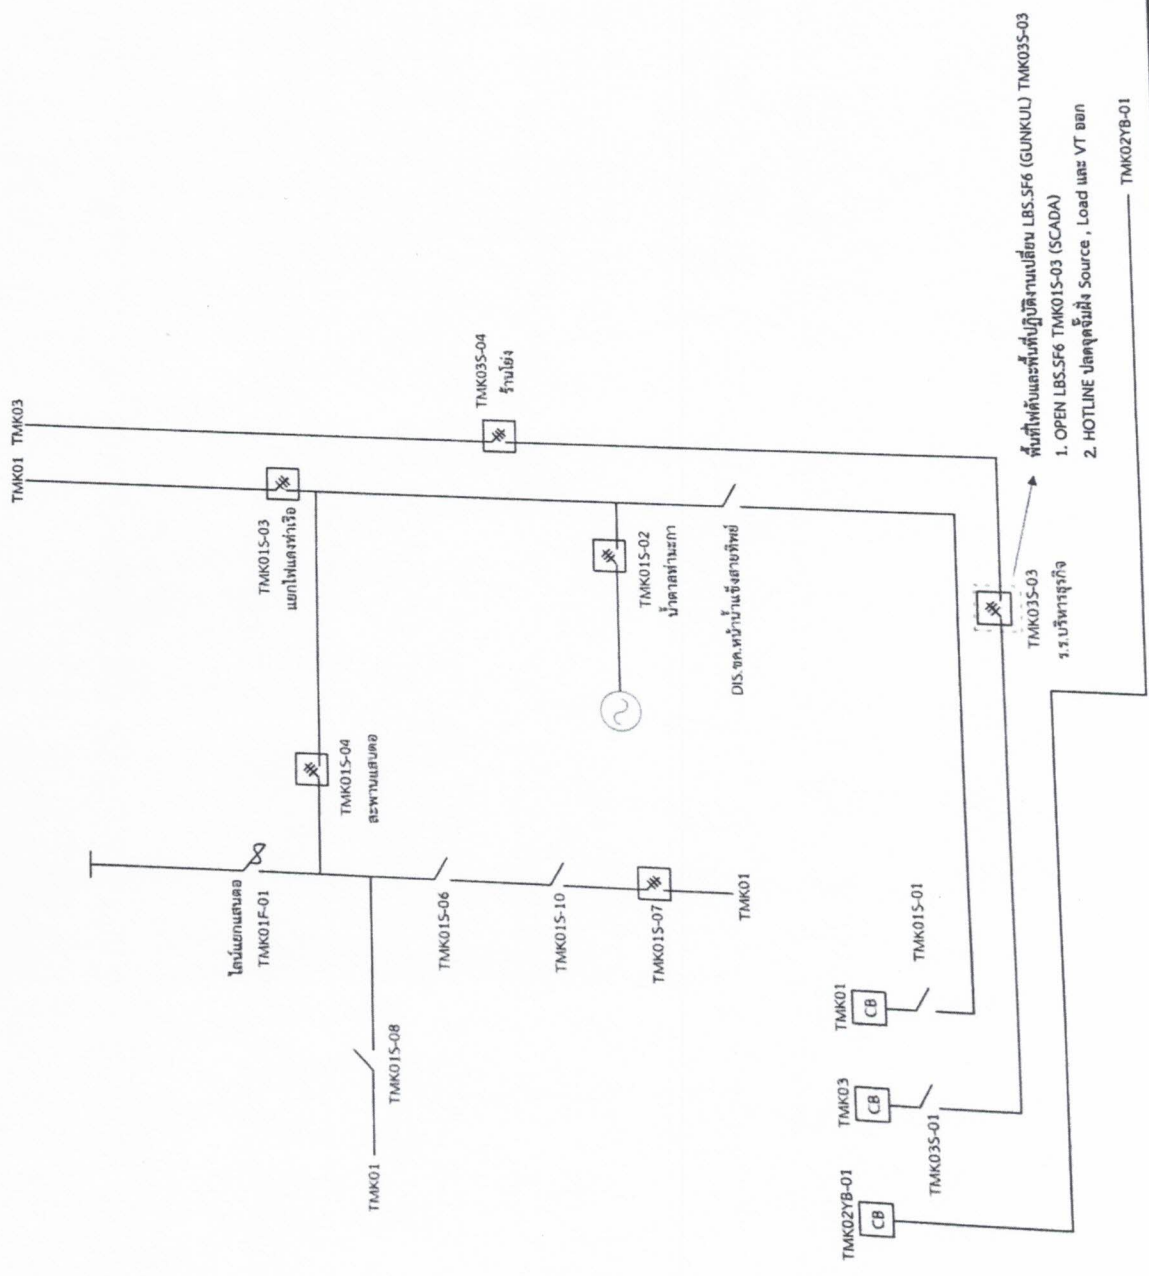 TMK01
TMK03
TMK01S-03
แยกไฟแดงท่าเรือ
TMK03S-04
ร้านโย่ง
TMK01S-04
สะพานแสนตอ
TMK01S-02
น้ำตาลท่ามะกา
DIS.ขค.หน้าน้ำแข็งสายทิพย์
ไลน์แยกแสนตอ
TMK01F-01
TMK01S-06
TMK01S-10
TMK01S-07
TMK01
TMK01S-08
TMK01
TMK03S-03
ร.ร.บริหารธุรกิจ
พื้นที่ไฟดับและพื้นที่ปฏิบัติงานเปลี่ยน LBS.SF6 (GUNKUL) TMK03S-03
1. OPEN LBS.SF6 TMK01S-03 (SCADA)
2. HOTLINE ปลดจุดจั๊มฝั่ง Source , Load และ VT ออก
TMK02YB-01
TMK01
CB
TMK01S-01
TMK03
CB
TMK03S-01
TMK02YB-01
CB